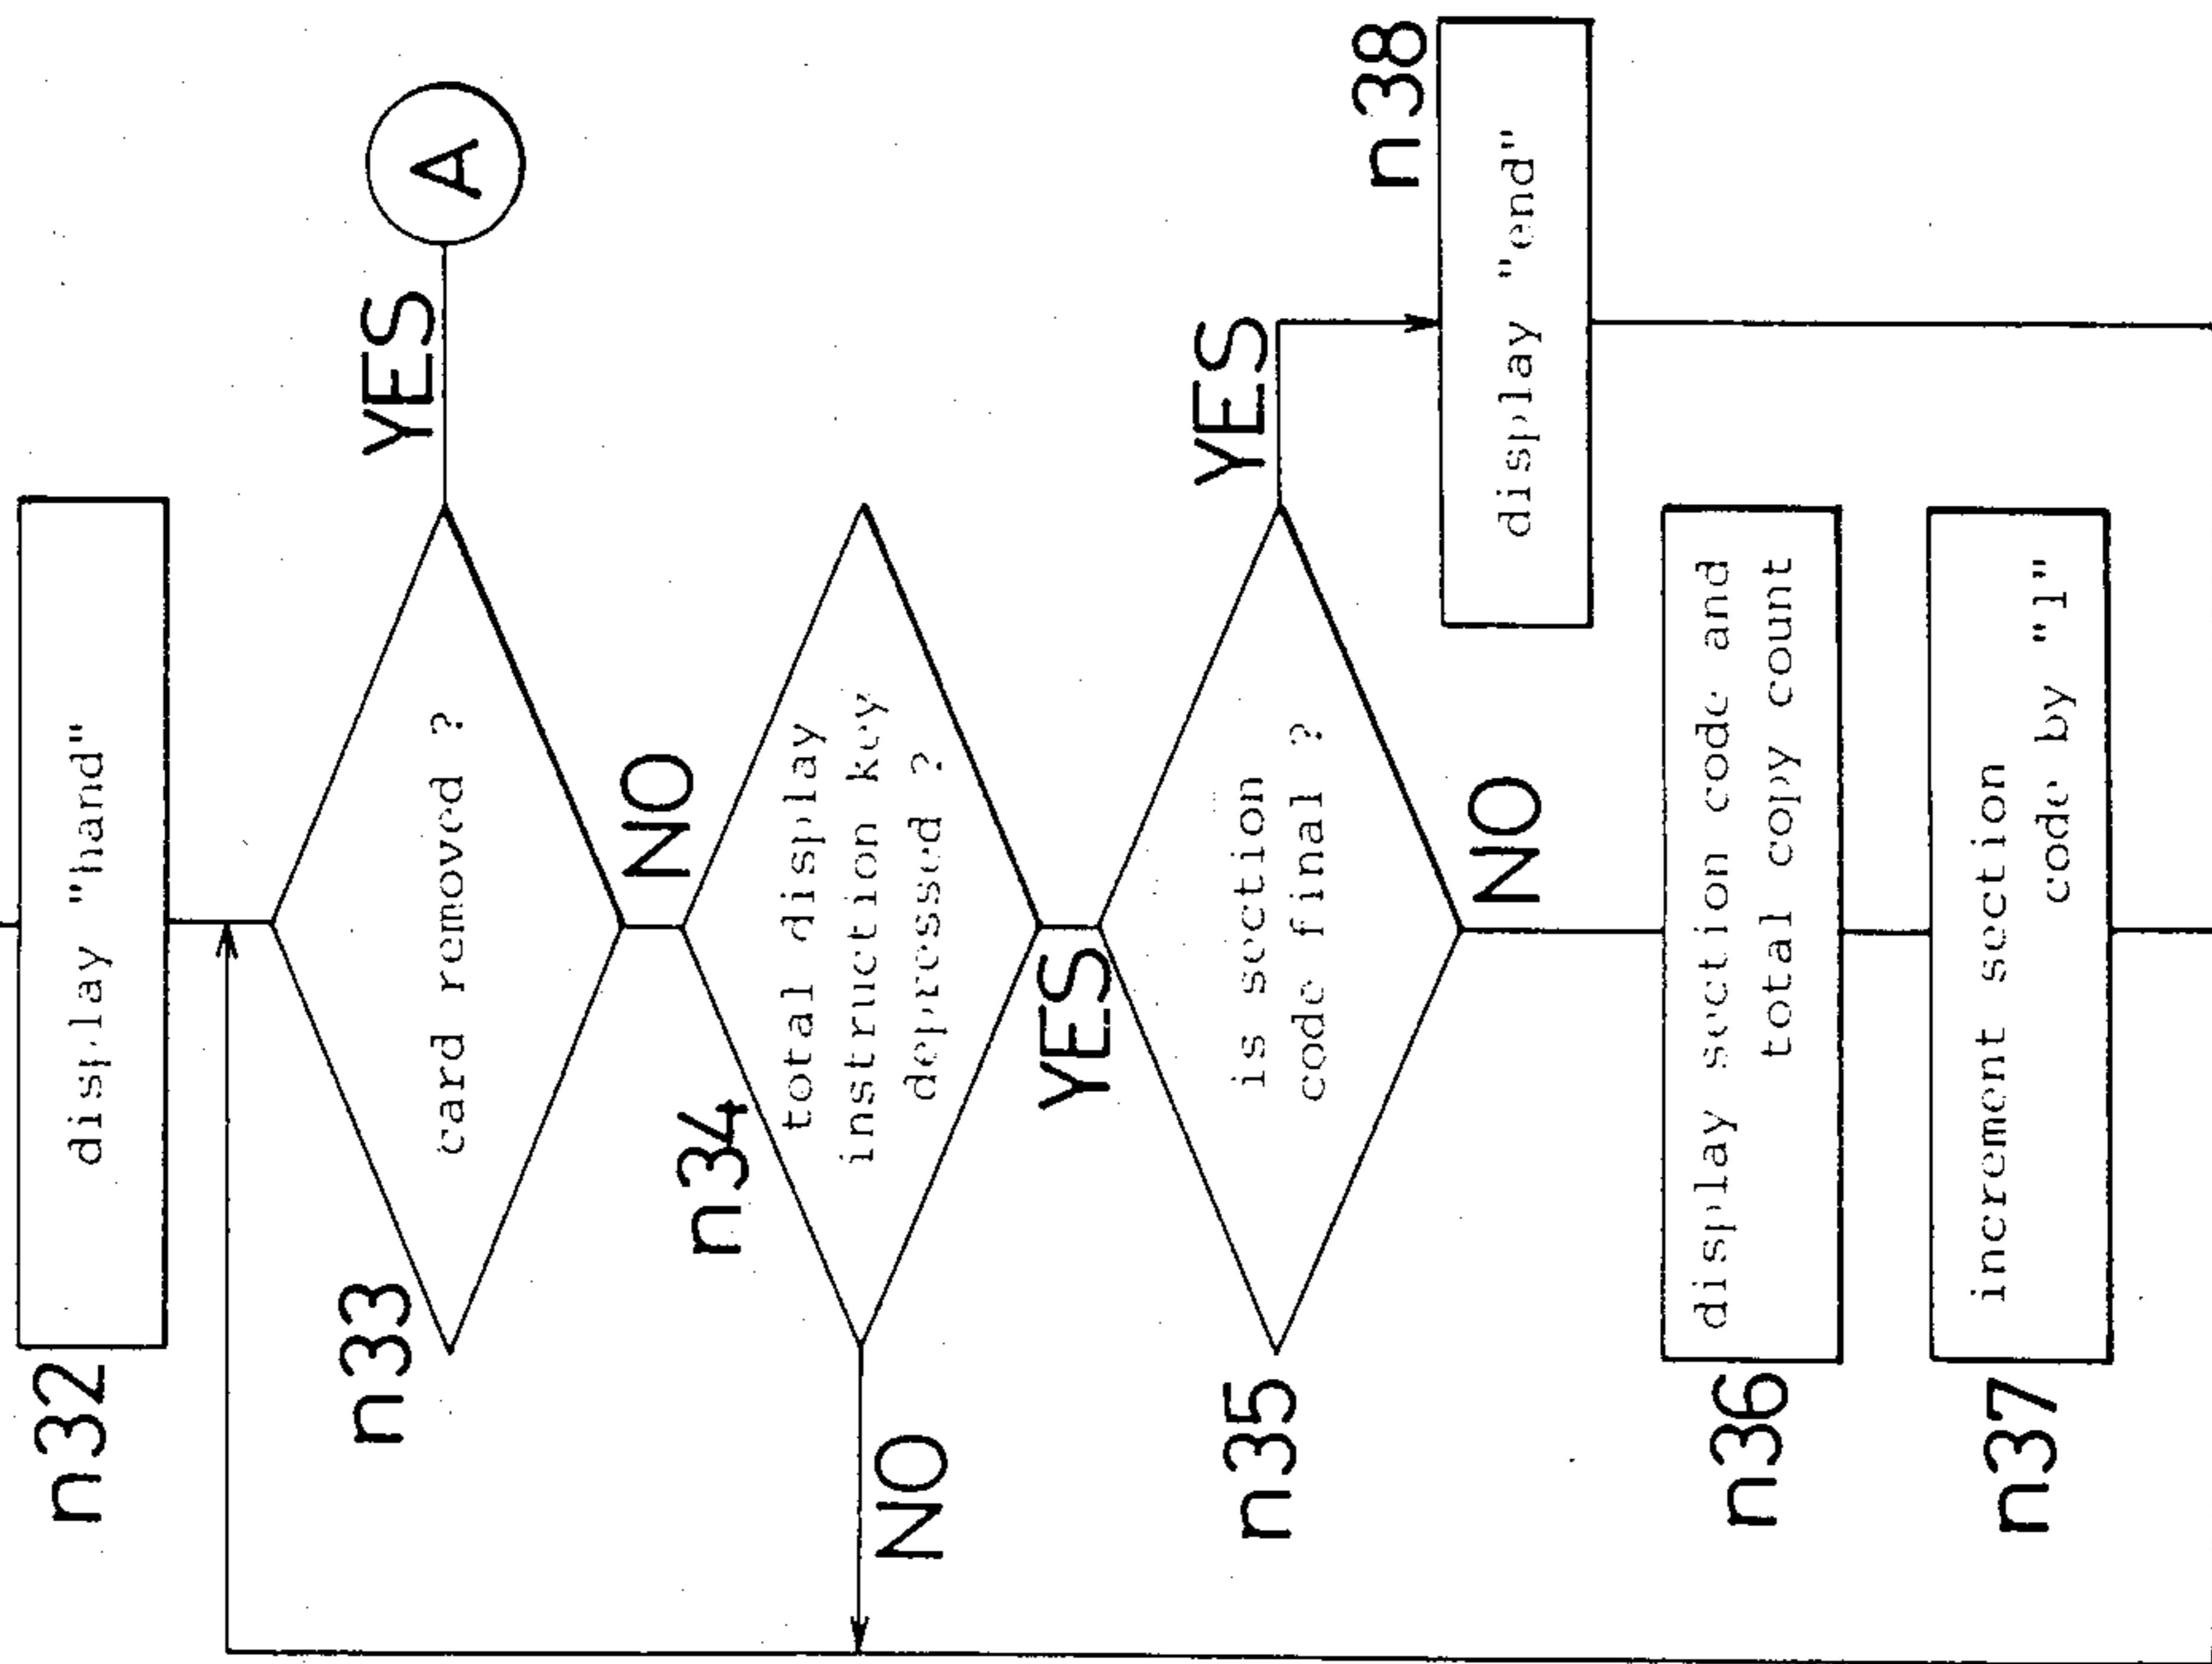 n32
display "hand"
n33
card removed ?
YES
A
NO
n34
total display
instruction key
depressed ?
NO
YES
n35
is section
code final ?
YES
n38
display "end"
NO
n36
display section code and
total copy count
n37
increment section
code by "1"